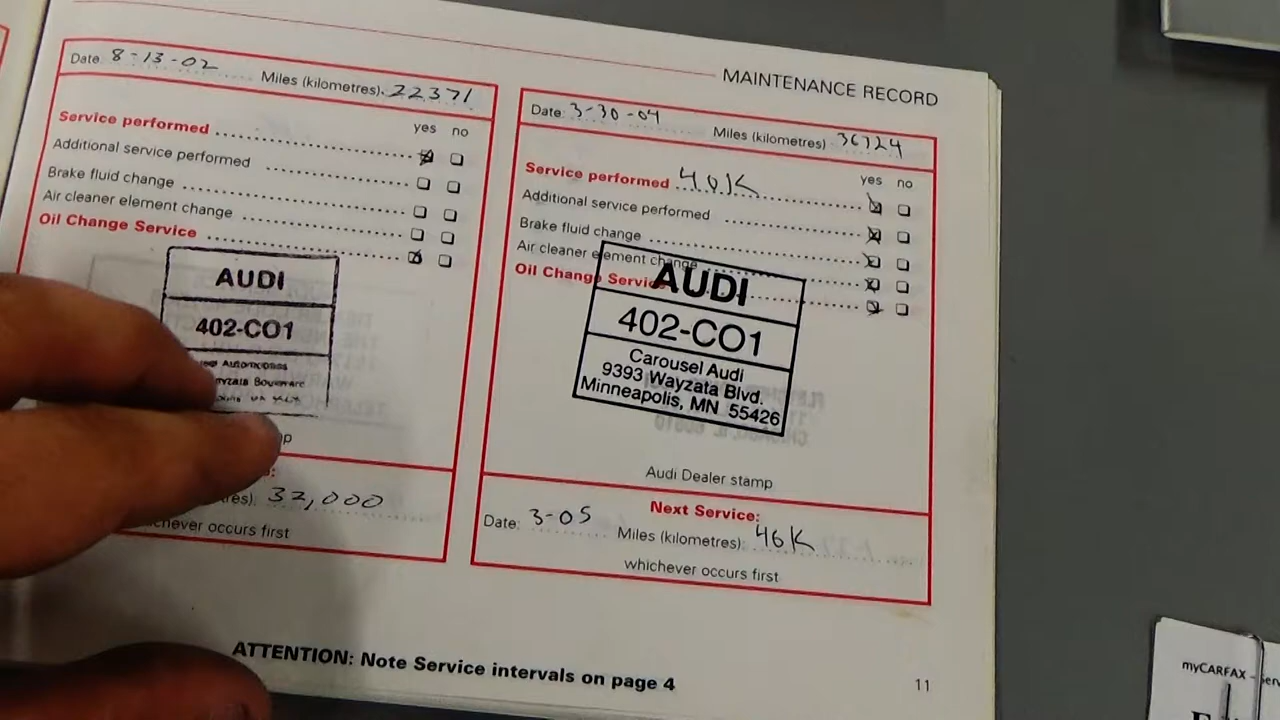 MAINTENANCE RECORD
Date: 8-13-02 Miles (kilometres). 22371
yes no
Service performed
Additional service performed
Brake fluid change
Air cleaner element change
Oil Change Service
AUDI
402-CO1
32,000
whichever occurs first
Date: 3-30-04 Miles (kilometres) 36724
yes no
Service performed 40K
Additional service performed
Brake fluid change
Air cleaner element change
Oil Change Service
AUDI
402-CO1
Carousel Audi
9393 Wayzata Blvd.
Minneapolis, MN 55426
Audi Dealer stamp
Next Service:
Date: 3-05 Miles (kilometres): 46K
whichever occurs first
ATTENTION: Note Service intervals on page 4
11
myCARFAX